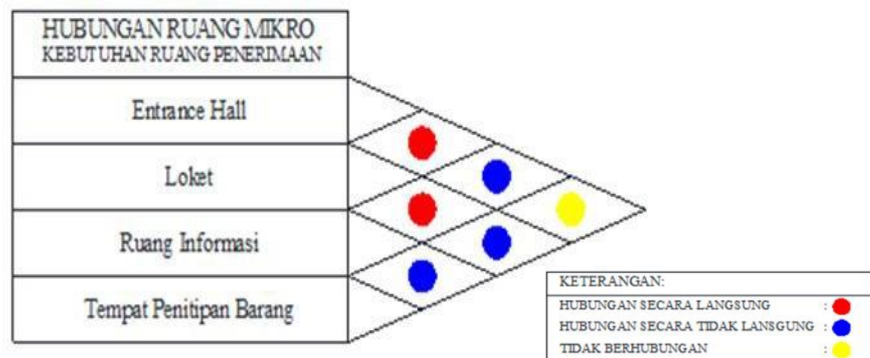 HUBUNGAN RUANG MIKRO
KEBUTUHAN RUANG PENERIMAAN
Entrance Hall
Loket
Ruang Informasi
Tempat Penitipan Barang
KETERANGAN:
HUBUNGAN SECARA LANGSUNG :
HUBUNGAN SECARA TIDAK LANSGUNG :
TIDAK BERHUBUNGAN :